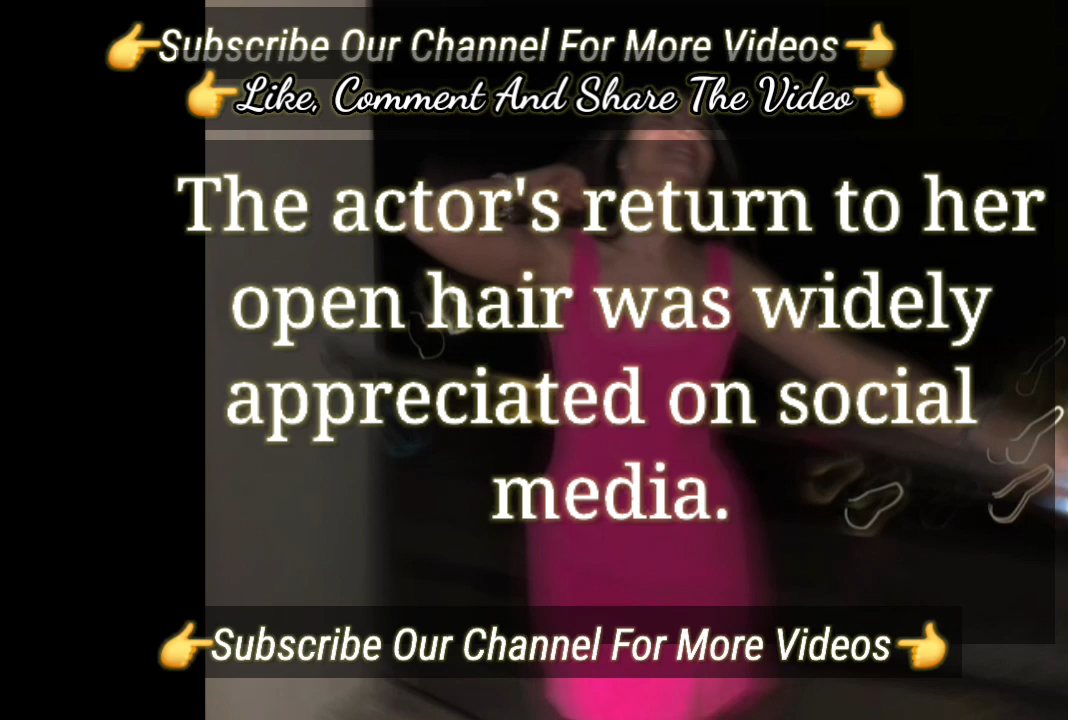 👉Subscribe Our Channel For More Videos👈
👉Like, Comment And Share The Video👈
The actor's return to her
open hair was widely
appreciated on social
media.
👉Subscribe Our Channel For More Videos👈